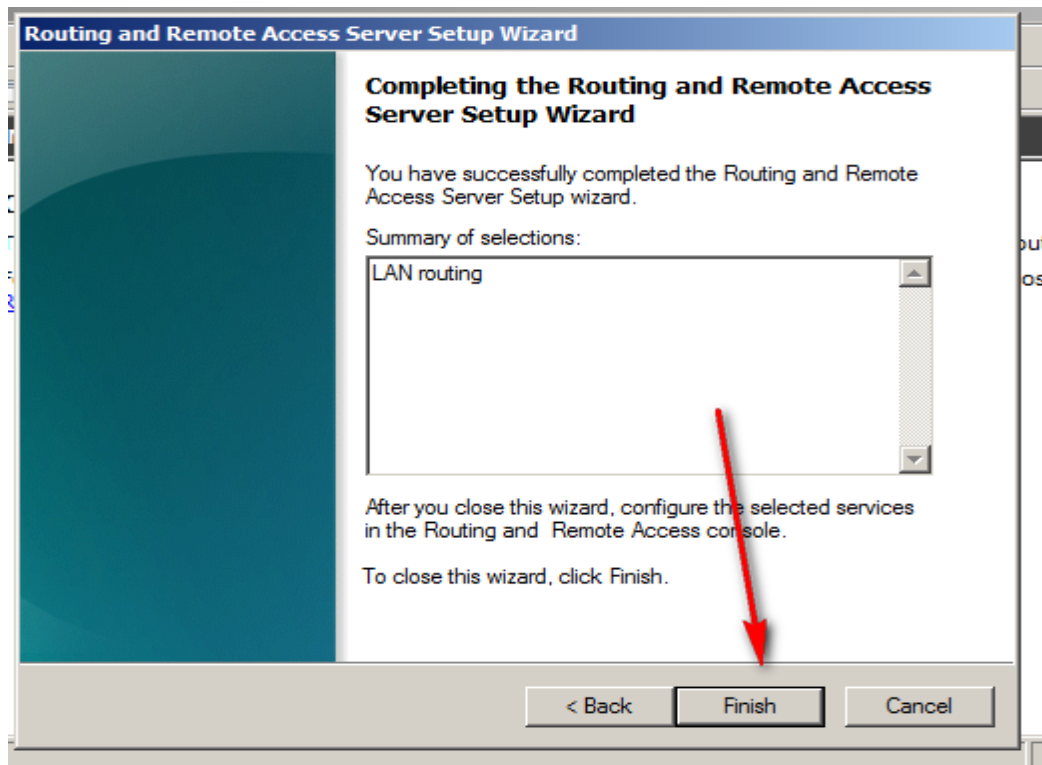 Routing and Remote Access Server Setup Wizard
Completing the Routing and Remote Access
Server Setup Wizard
You have successfully completed the Routing and Remote
Access Server Setup wizard.
Summary of selections:
LAN routing
After you close this wizard, configure the selected services
in the Routing and Remote Access console.
To close this wizard, click Finish.
< Back
Finish
Cancel